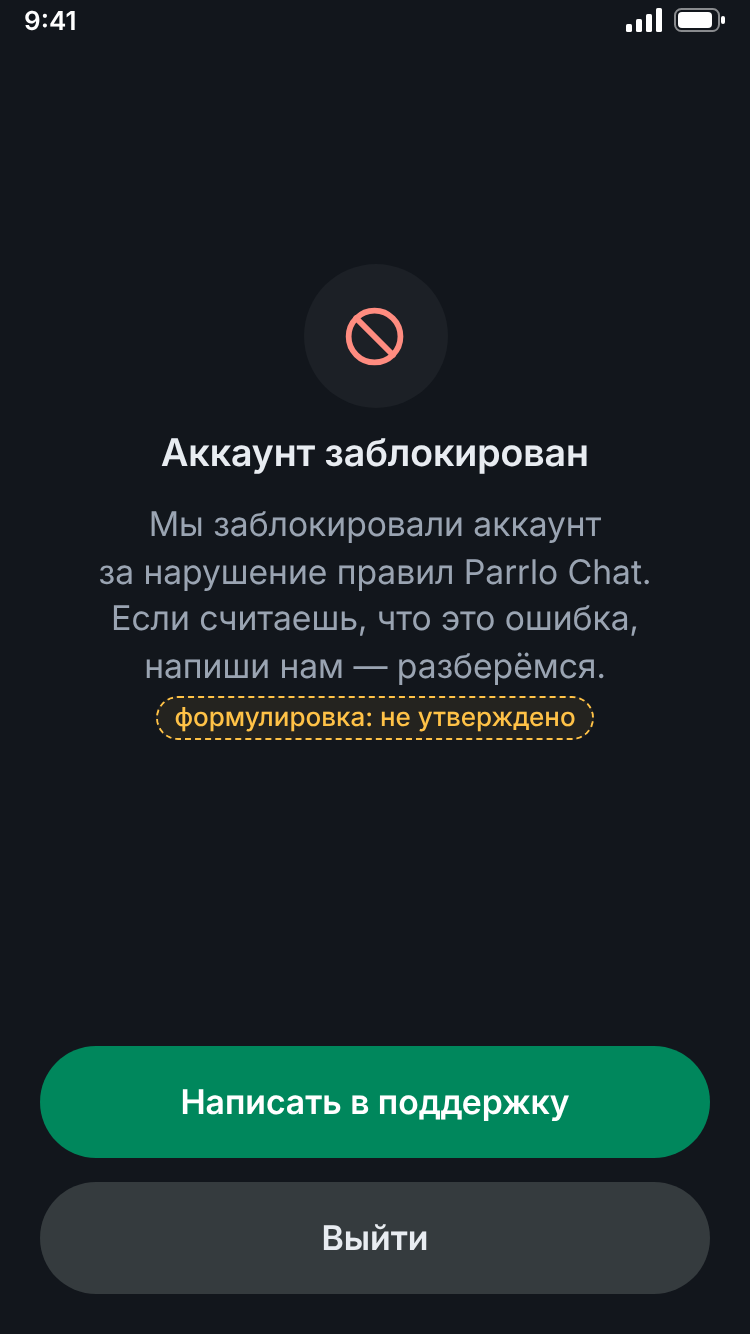 9:41
Аккаунт заблокирован
Мы заблокировали аккаунт
за нарушение правил Parrlo Chat.
Если считаешь, что это ошибка,
напиши нам — разберёмся.
формулировка: не утверждено
Написать в поддержку
Выйти